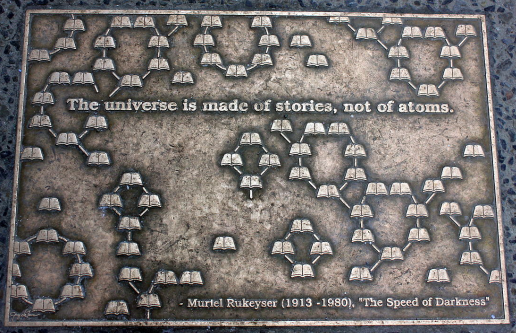 The universe is made of stories, not of atoms.
- Muriel Rukeyser (1913 -1980), "The Speed of Darkness"